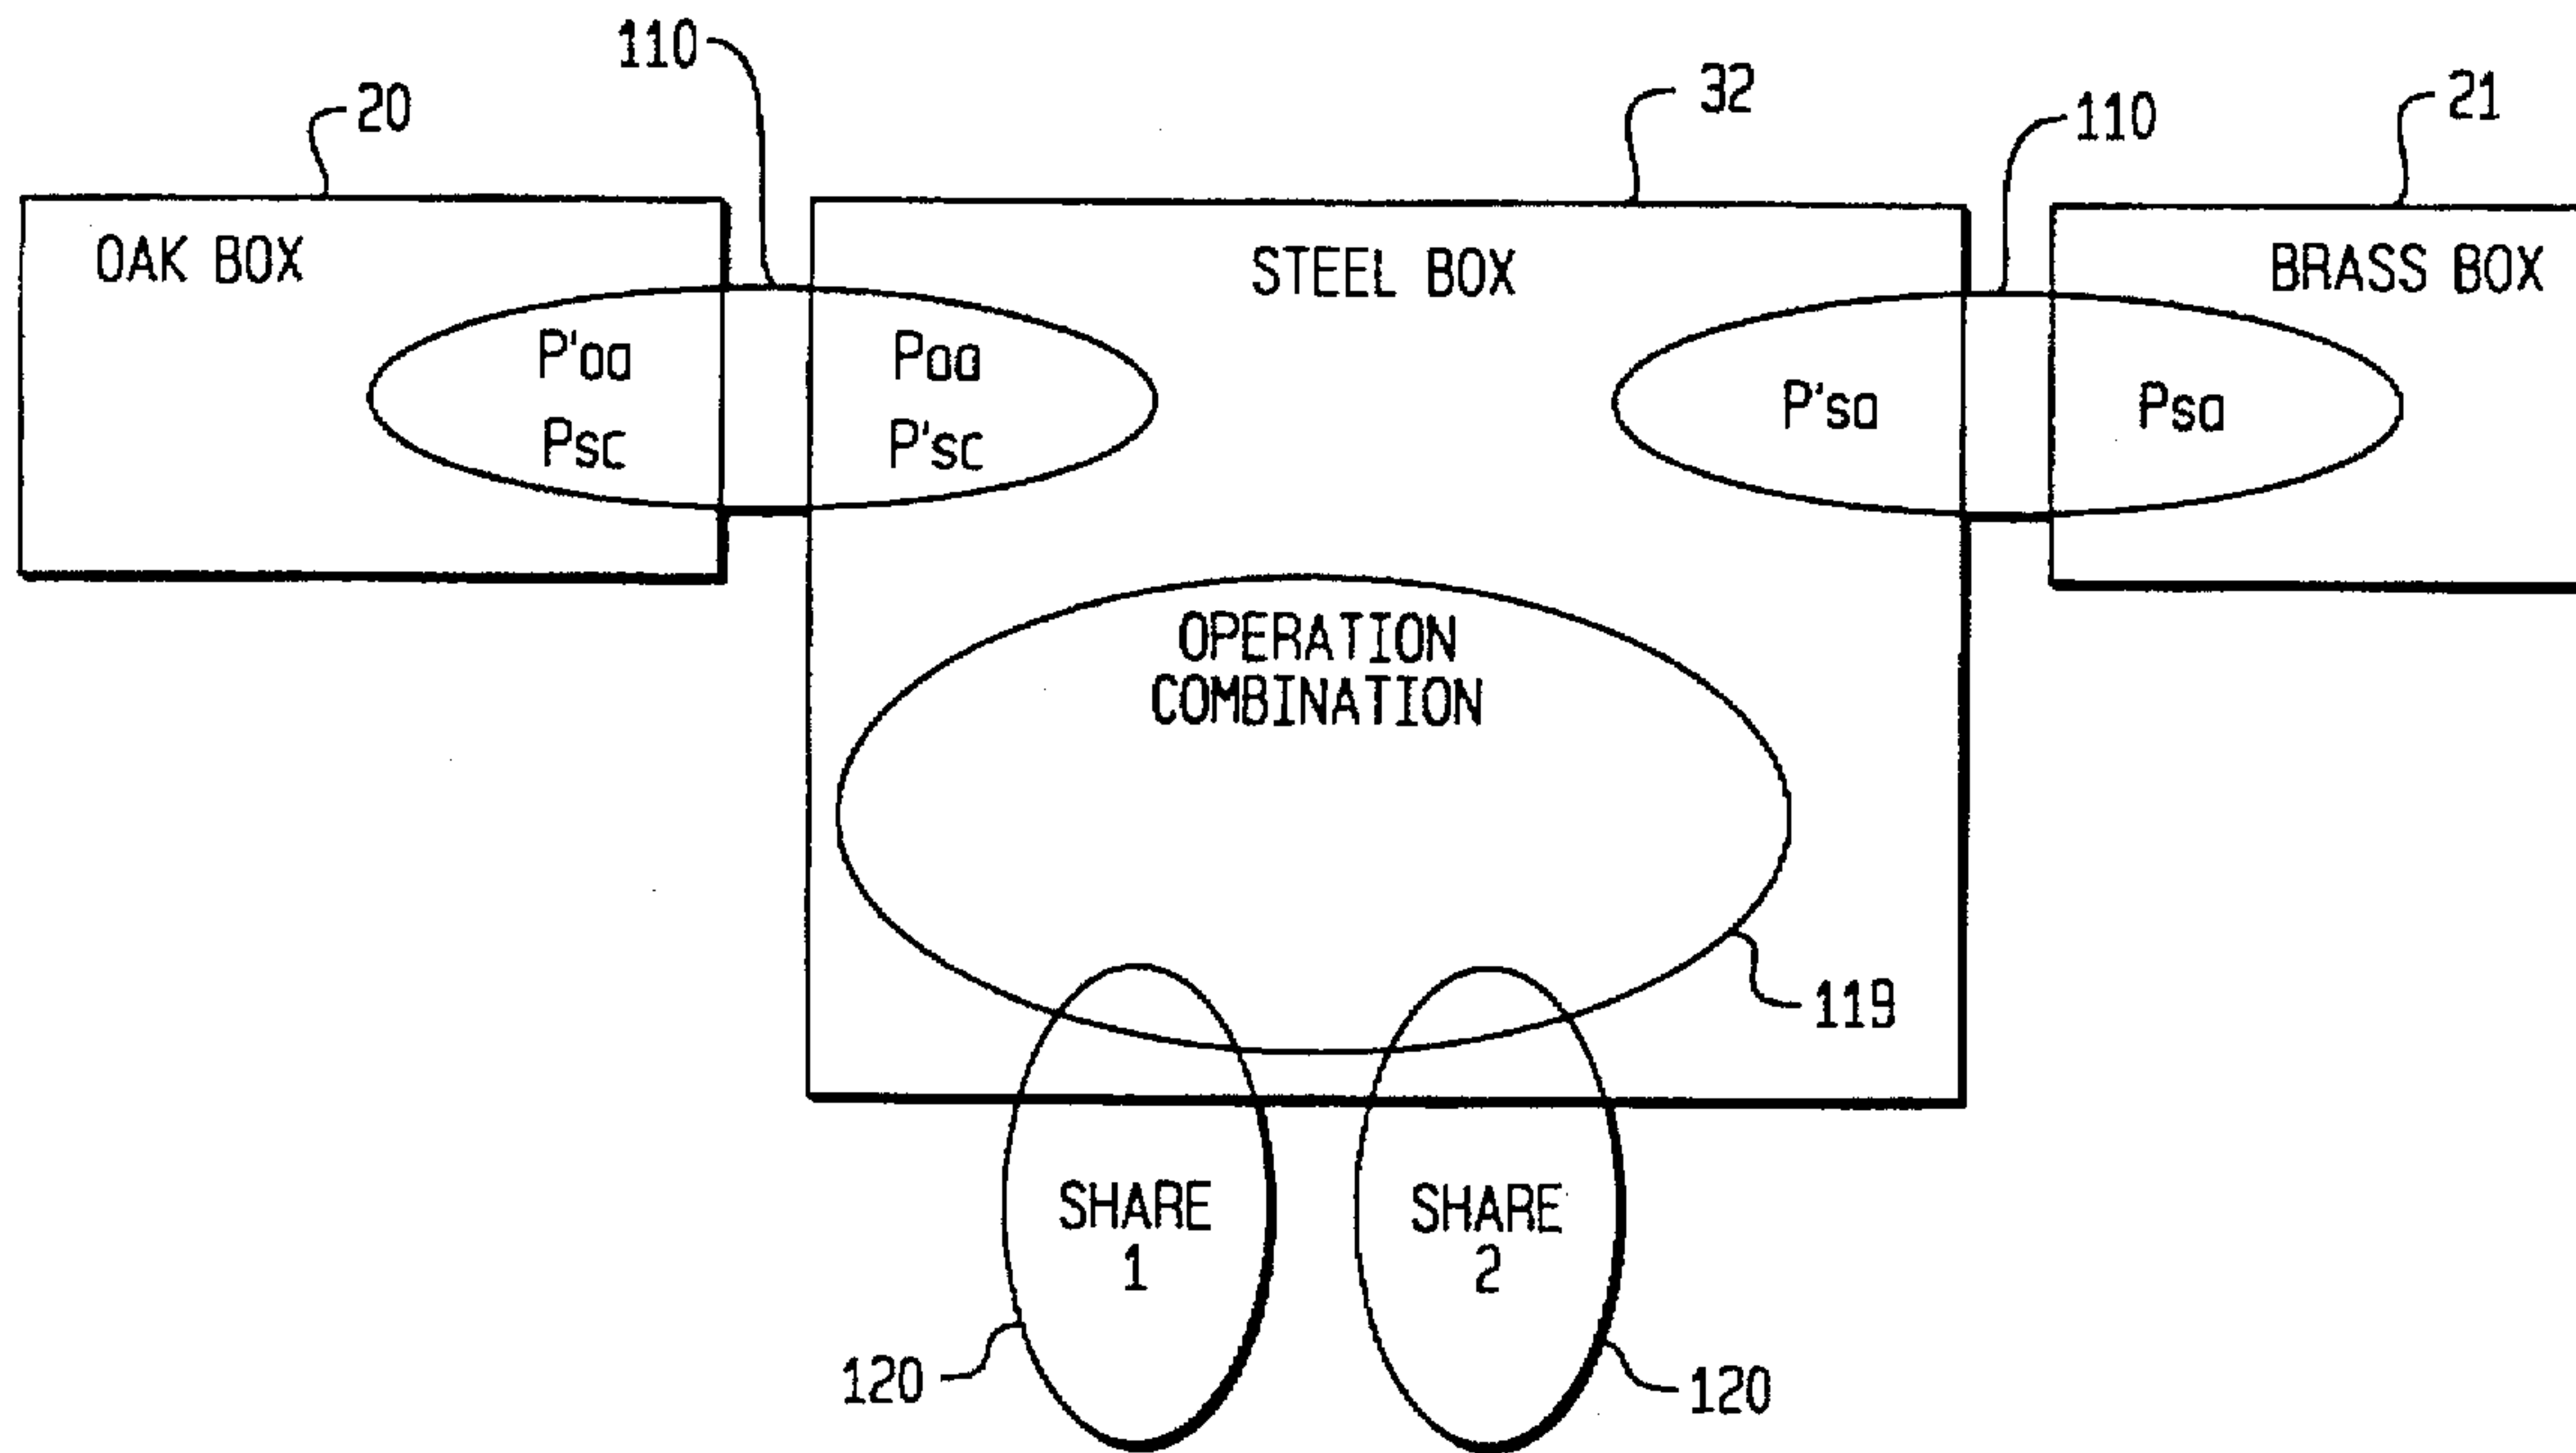 110
20
32
110
21
OAK BOX
STEEL BOX
BRASS BOX
P'oa
Psc
Poa
P'sc
P'sa
Psa
OPERATION
COMBINATION
119
SHARE
1
SHARE
2
120
120